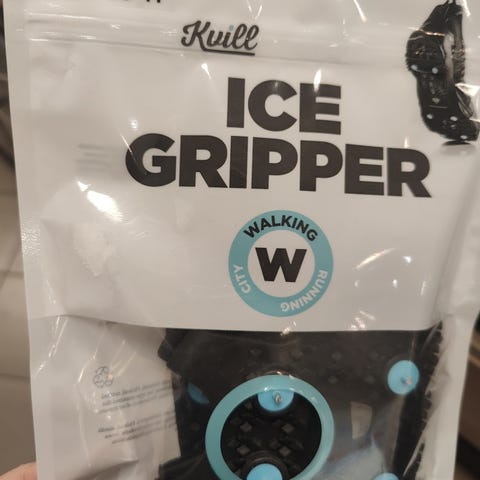 Kvill
ICE
GRIPPER
WALKING
RUNNING
CITY
W